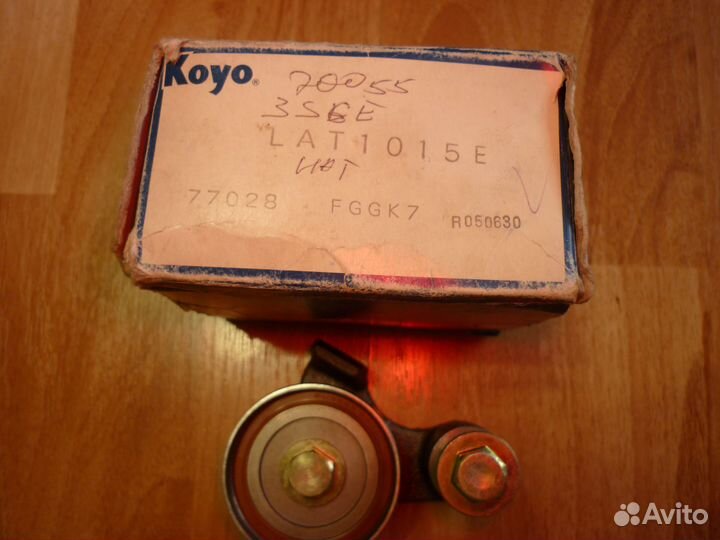 Koyo®
70055
3SGE
LAT1015E
НАТ
77028 FGGK7 R050630
Avito